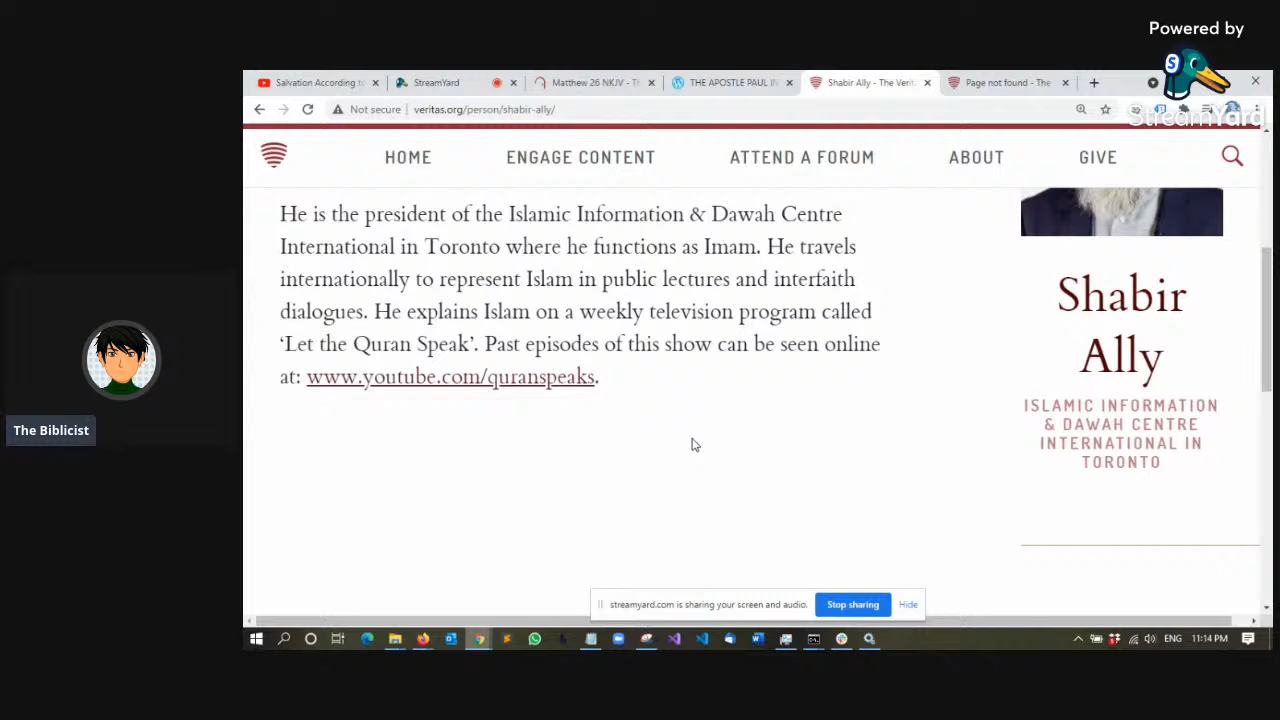 Powered by
StreamYard
Salvation According to
StreamYard
Matthew 26 NKJV - Th
THE APOSTLE PAUL IN
Shabir Ally - The Verita
Page not found - The
Not secure veritas.org/person/shabir-ally/
HOME ENGAGE CONTENT ATTEND A FORUM ABOUT GIVE
He is the president of the Islamic Information & Dawah Centre
International in Toronto where he functions as Imam. He travels
internationally to represent Islam in public lectures and interfaith
dialogues. He explains Islam on a weekly television program called
‘Let the Quran Speak’. Past episodes of this show can be seen online
at: www.youtube.com/quranspeaks.
Shabir
Ally
ISLAMIC INFORMATION
& DAWAH CENTRE
INTERNATIONAL IN
TORONTO
The Biblicist
streamyard.com is sharing your screen and audio. Stop sharing Hide
ENG 11:14 PM